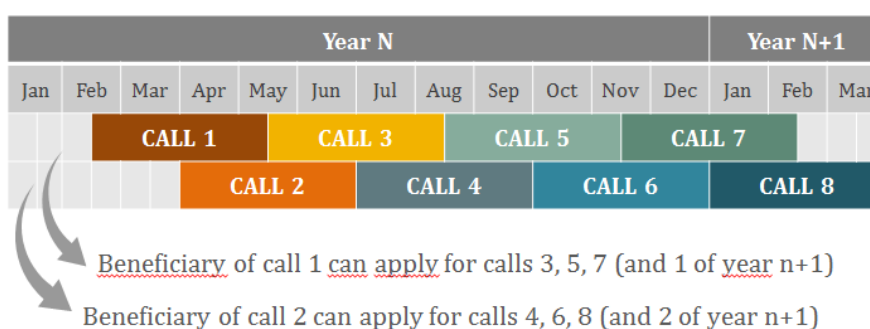 Year N Year N+1
Jan Feb Mar Apr May Jun Jul Aug Sep Oct Nov Dec Jan Feb Mar
CALL 1 CALL 3 CALL 5 CALL 7
CALL 2 CALL 4 CALL 6 CALL 8
Beneficiary of call 1 can apply for calls 3, 5, 7 (and 1 of year n+1)
Beneficiary of call 2 can apply for calls 4, 6, 8 (and 2 of year n+1)